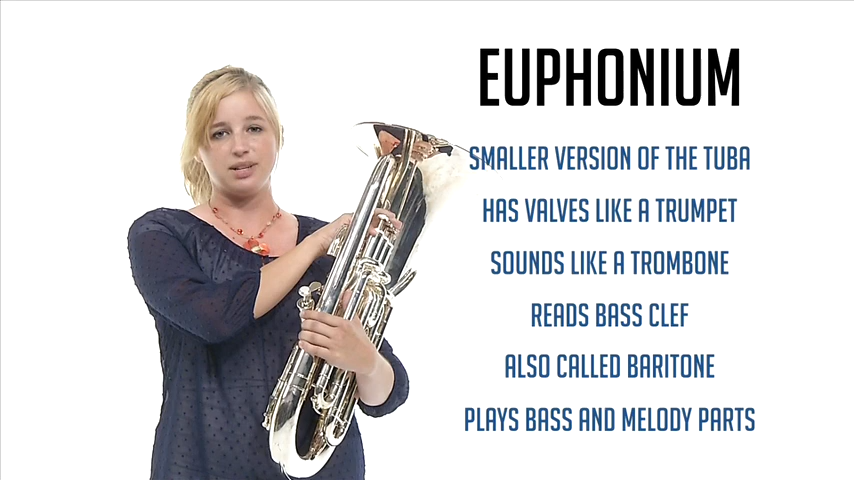 EUPHONIUM
SMALLER VERSION OF THE TUBA
HAS VALVES LIKE A TRUMPET
SOUNDS LIKE A TROMBONE
READS BASS CLEF
ALSO CALLED BARITONE
PLAYS BASS AND MELODY PARTS